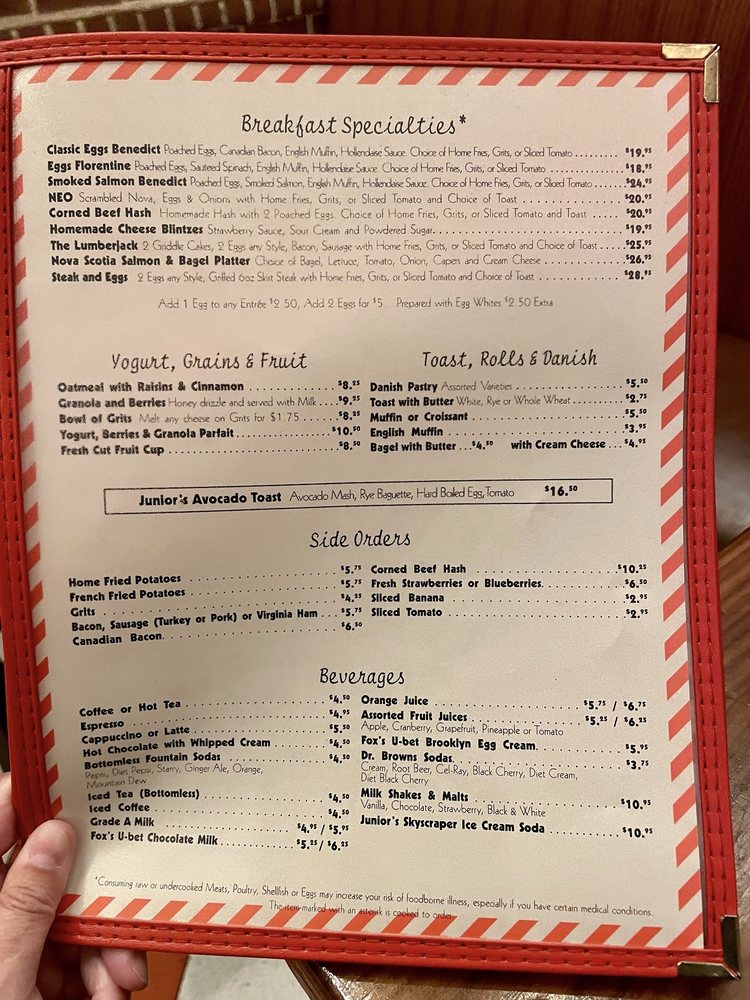 Breakfast Specialties*
Classic Eggs Benedict Poached Eggs, Canadian Bacon, English Muffin, Hollendaise Sauce. Choice of Home Fries, Grits, or Sliced Tomato ......... $19.95
Eggs Florentine Poached Eggs, Sauteed Spinach, English Muffin, Hollendaise Sauce. Choice of Home Fries, Grits, or Sliced Tomato ................ $18.95
Smoked Salmon Benedict Poached Eggs, Smoked Salmon, English Muffin, Hollendaise Sauce. Choice of Home Fries, Grits, or Sliced Tomato ...... $24.95
NEO Scrambled Nova, Eggs & Onions with Home Fries, Grits, or Sliced Tomato and Choice of Toast ..................... $20.95
Corned Beef Hash Homemade Hash with 2 Poached Eggs. Choice of Home Fries, Grits, or Sliced Tomato and Toast ..... $20.95
Homemade Cheese Blintzes Strawberry Sauce, Sour Cream and Powdered Sugar......................................... $19.95
The Lumberjack 2 Griddle Cakes, 2 Eggs any Style, Bacon, Sausage with Home Fries, Grits, or Sliced Tomato and Choice of Toast ..... $25.95
Nova Scotia Salmon & Bagel Platter Choice of Bagel, Lettuce, Tomato, Onion, Capers and Cream Cheese ................. $26.95
Steak and Eggs 2 Eggs any Style, Grilled 6oz Skirt Steak with Home Fries, Grits, or Sliced Tomato and Choice of Toast .................. $28.95
Add 1 Egg to any Entrée $2.50, Add 2 Eggs for $5. Prepared with Egg Whites $2.50 Extra
Yogurt, Grains & Fruit
Oatmeal with Raisins & Cinnamon ............... $8.25
Granola and Berries Honey drizzle and served with Milk .... $9.25
Bowl of Grits Melt any cheese on Grits for $1.75 ........ $8.25
Yogurt, Berries & Granola Parfait ................. $10.50
Fresh Cut Fruit Cup .............................. $8.50
Toast, Rolls & Danish
Danish Pastry Assorted Varieties ..................... $5.50
Toast with Butter White, Rye or Whole Wheat ........... $2.75
Muffin or Croissant .............................. $5.50
English Muffin .................................. $3.95
Bagel with Butter ...$4.50 with Cream Cheese ... $4.95
Junior's Avocado Toast Avocado Mash, Rye Baguette, Hard Boiled Egg, Tomato $16.50
Side Orders
Home Fried Potatoes ............................ $5.75
French Fried Potatoes ........................... $5.75
Grits ......................................... $4.25
Bacon, Sausage (Turkey or Pork) or Virginia Ham ... $5.75
Canadian Bacon................................. $6.50
Corned Beef Hash .............................. $10.25
Fresh Strawberries or Blueberries................ $6.50
Sliced Banana .................................. $2.95
Sliced Tomato .................................. $2.95
Beverages
Coffee or Hot Tea .............................. $4.50
Espresso ...................................... $4.95
Cappuccino or Latte ............................ $5.50
Hot Chocolate with Whipped Cream .............. $4.50
Bottomless Fountain Sodas ....................... $4.50
Pepsi, Diet Pepsi, Starry, Ginger Ale, Orange,
Mountain Dew
Iced Tea (Bottomless) ........................... $4.50
Iced Coffee .................................... $4.50
Grade A Milk .............................. $4.95 / $5.95
Fox's U-bet Chocolate Milk .................. $5.25 / $6.25
Orange Juice ............................ $5.75 / $6.75
Assorted Fruit Juices ..................... $5.25 / $6.25
Apple, Cranberry, Grapefruit, Pineapple or Tomato
Fox's U-bet Brooklyn Egg Cream.............. $5.95
Dr. Browns Sodas............................ $3.75
Cream, Root Beer, Cel-Ray, Black Cherry, Diet Cream,
Diet Black Cherry
Milk Shakes & Malts ......................... $10.95
Vanilla, Chocolate, Strawberry, Black & White
Junior's Skyscraper Ice Cream Soda ........... $10.95
*Consuming raw or undercooked Meats, Poultry, Shellfish or Eggs may increase your risk of foodborne illness, especially if you have certain medical conditions.
The item marked with an asterisk is cooked to order.